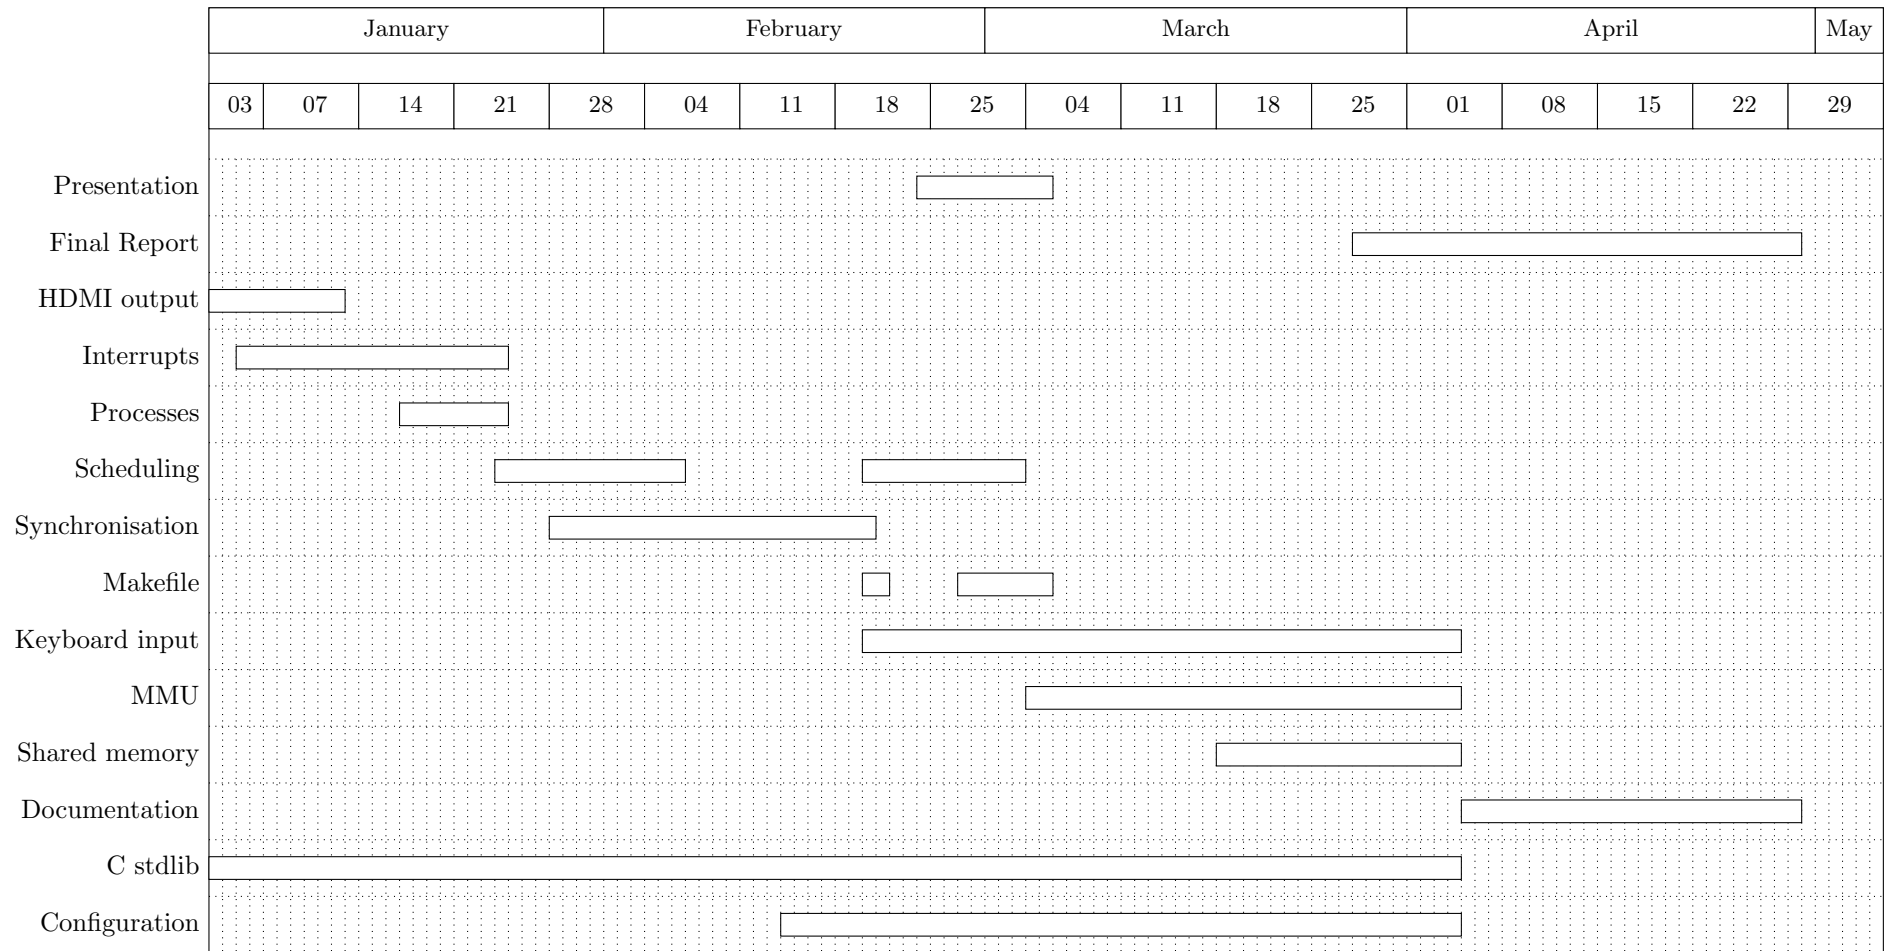 January February March April May
03 07 14 21 28 04 11 18 25 04 11 18 25 01 08 15 22 29
Presentation
Final Report
HDMI output
Interrupts
Processes
Scheduling
Synchronisation
Makefile
Keyboard input
MMU
Shared memory
Documentation
C stdlib
Configuration